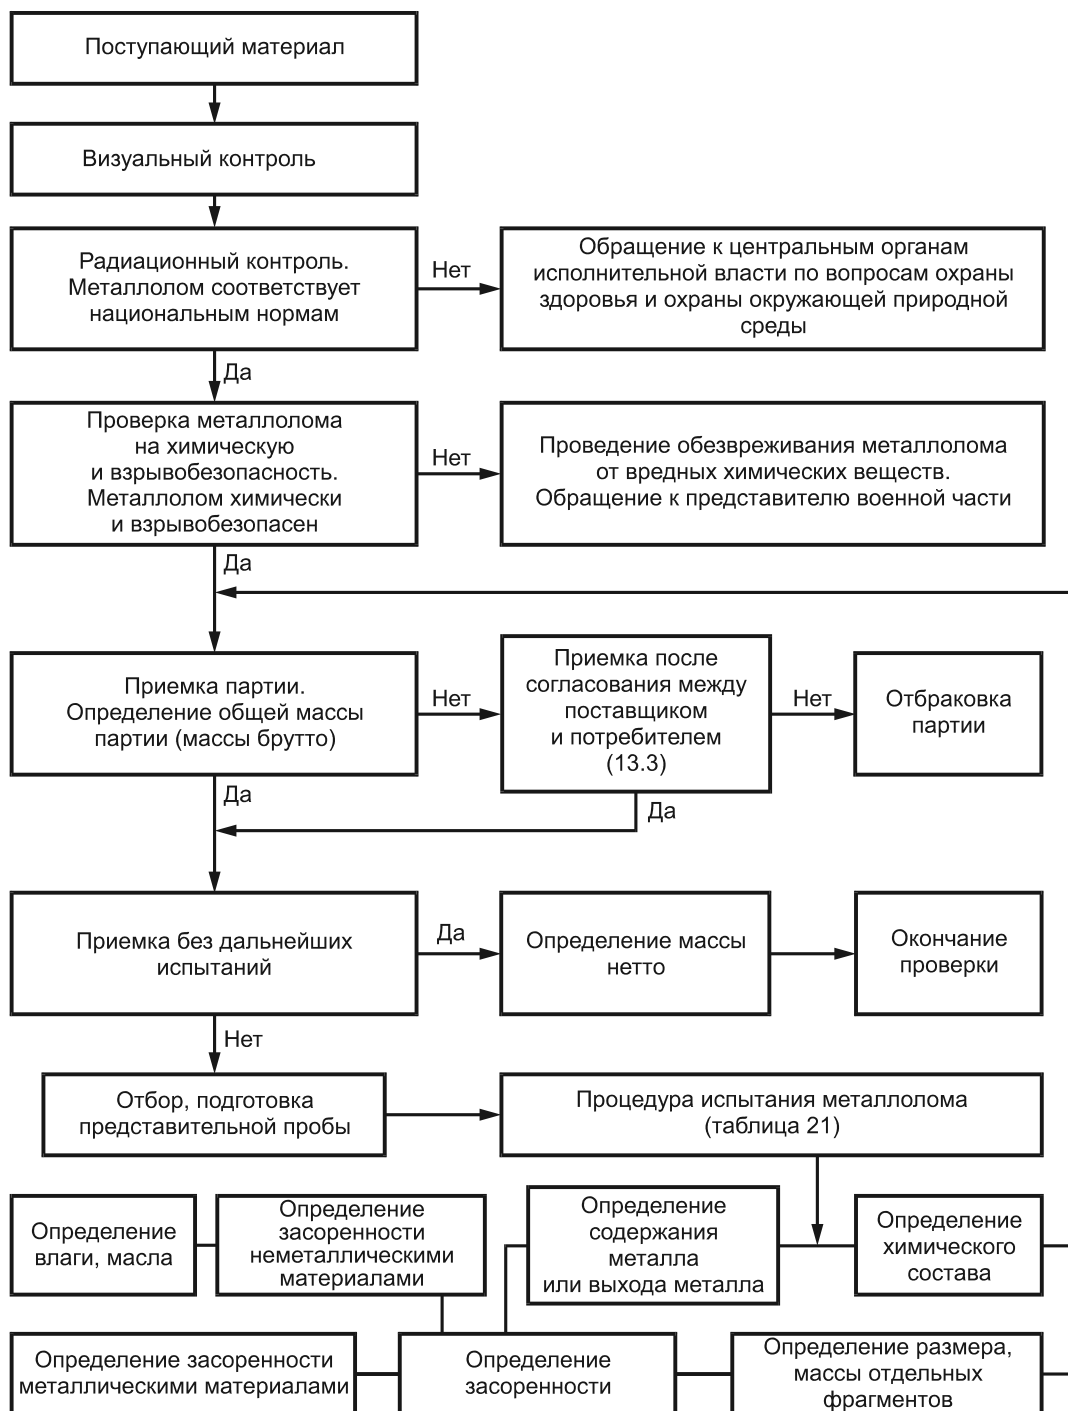 Поступающий материал
Визуальный контроль
Радиационный контроль.
Металлолом соответствует
национальным нормам
Нет
Обращение к центральным органам
исполнительной власти по вопросам охраны
здоровья и охраны окружающей природной
среды
Да
Проверка металлолома
на химическую
и взрывобезопасность.
Металлолом химически
и взрывобезопасен
Нет
Проведение обезвреживания металлолома
от вредных химических веществ.
Обращение к представителю военной части
Да
Приемка партии.
Определение общей массы
партии (массы брутто)
Нет
Приемка после
согласования между
поставщиком
и потребителем
(13.3)
Нет
Отбраковка
партии
Да
Да
Приемка без дальнейших
испытаний
Да
Определение массы
нетто
Окончание
проверки
Нет
Отбор, подготовка
представительной пробы
Процедура испытания металлолома
(таблица 21)
Определение
влаги, масла
Определение
засоренности
неметаллическими
материалами
Определение
содержания
металла
или выхода металла
Определение
химического
состава
Определение засоренности
металлическими материалами
Определение
засоренности
Определение размера,
массы отдельных
фрагментов